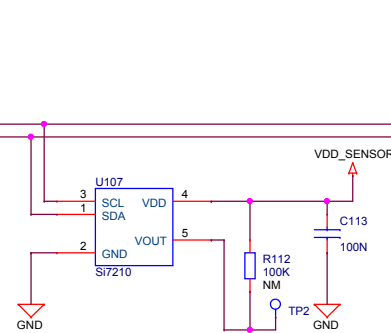 VDD_SENSOR
U107
3 SCL VDD 4
1 SDA
C113
VOUT 5
100N
2 GND
R112
Si7210
100K
NM
TP2
GND
GND